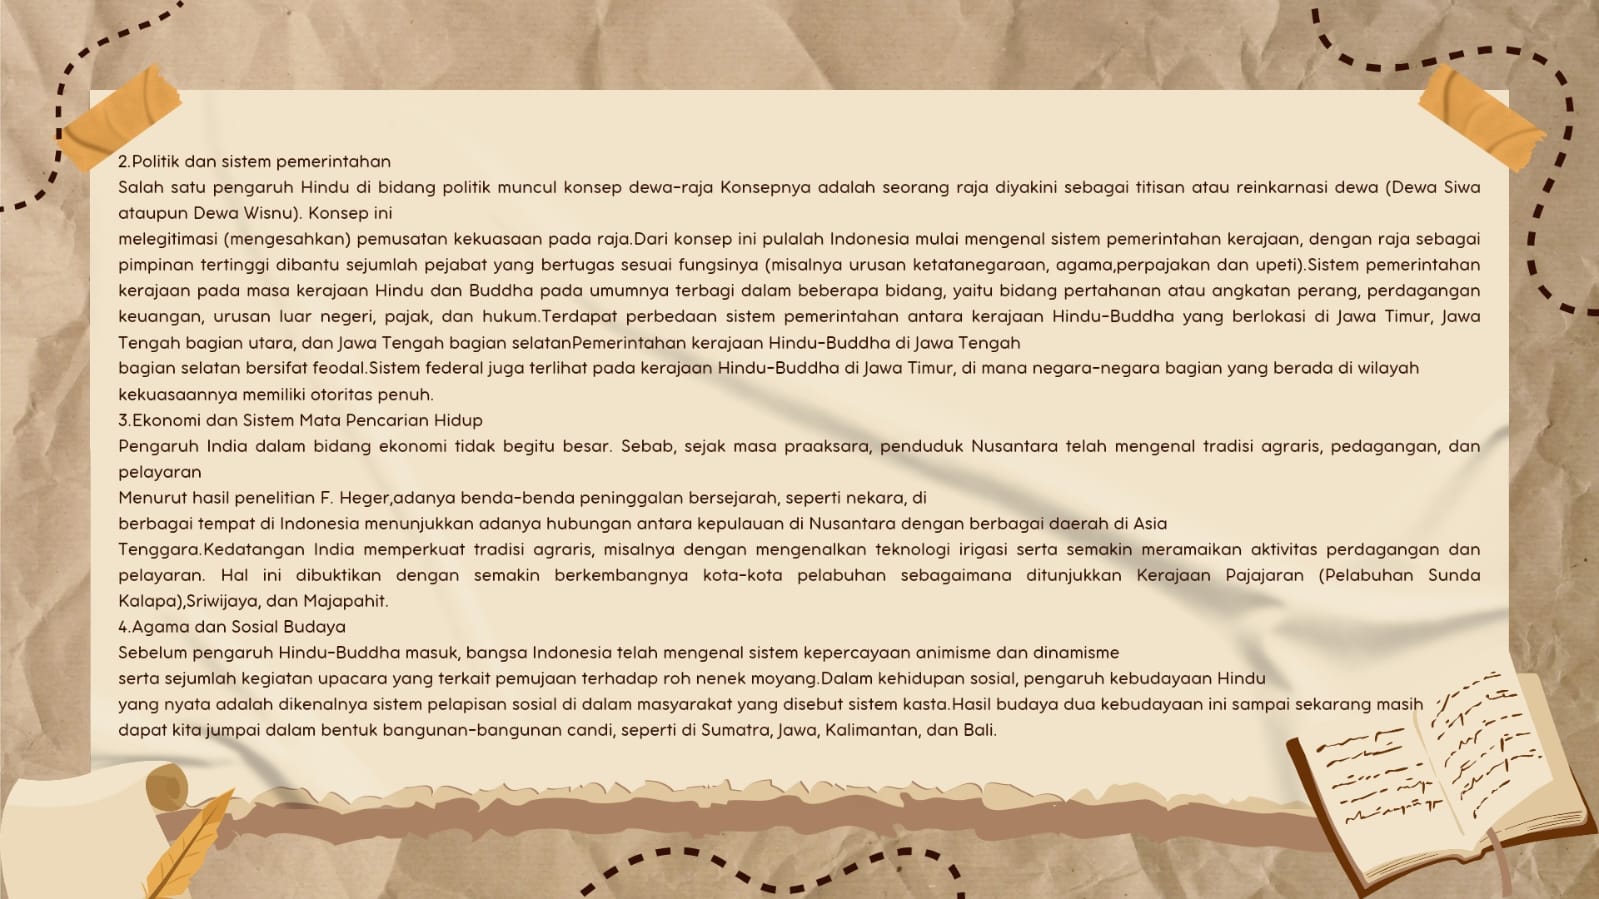 2.Politik dan sistem pemerintahan
Salah satu pengaruh Hindu di bidang politik muncul konsep dewa-raja Konsepnya adalah seorang raja diyakini sebagai titisan atau reinkarnasi dewa (Dewa Siwa
ataupun Dewa Wisnu). Konsep ini
melegitimasi (mengesahkan) pemusatan kekuasaan pada raja.Dari konsep ini pulalah Indonesia mulai mengenal sistem pemerintahan kerajaan, dengan raja sebagai
pimpinan tertinggi dibantu sejumlah pejabat yang bertugas sesuai fungsinya (misalnya urusan ketatanegaraan, agama,perpajakan dan upeti).Sistem pemerintahan
kerajaan pada masa kerajaan Hindu dan Buddha pada umumnya terbagi dalam beberapa bidang, yaitu bidang pertahanan atau angkatan perang, perdagangan
keuangan, urusan luar negeri, pajak, dan hukum.Terdapat perbedaan sistem pemerintahan antara kerajaan Hindu-Buddha yang berlokasi di Jawa Timur, Jawa
Tengah bagian utara, dan Jawa Tengah bagian selatanPemerintahan kerajaan Hindu-Buddha di Jawa Tengah
bagian selatan bersifat feodal.Sistem federal juga terlihat pada kerajaan Hindu-Buddha di Jawa Timur, di mana negara-negara bagian yang berada di wilayah
kekuasaannya memiliki otoritas penuh.
3.Ekonomi dan Sistem Mata Pencarian Hidup
Pengaruh India dalam bidang ekonomi tidak begitu besar. Sebab, sejak masa praaksara, penduduk Nusantara telah mengenal tradisi agraris, pedagangan, dan
pelayaran
Menurut hasil penelitian F. Heger,adanya benda-benda peninggalan bersejarah, seperti nekara, di
berbagai tempat di Indonesia menunjukkan adanya hubungan antara kepulauan di Nusantara dengan berbagai daerah di Asia
Tenggara.Kedatangan India memperkuat tradisi agraris, misalnya dengan mengenalkan teknologi irigasi serta semakin meramaikan aktivitas perdagangan dan
pelayaran. Hal ini dibuktikan dengan semakin berkembangnya kota-kota pelabuhan sebagaimana ditunjukkan Kerajaan Pajajaran (Pelabuhan Sunda
Kalapa),Sriwijaya, dan Majapahit.
4.Agama dan Sosial Budaya
Sebelum pengaruh Hindu-Buddha masuk, bangsa Indonesia telah mengenal sistem kepercayaan animisme dan dinamisme
serta sejumlah kegiatan upacara yang terkait pemujaan terhadap roh nenek moyang.Dalam kehidupan sosial, pengaruh kebudayaan Hindu
yang nyata adalah dikenalnya sistem pelapisan sosial di dalam masyarakat yang disebut sistem kasta.Hasil budaya dua kebudayaan ini sampai sekarang masih
dapat kita jumpai dalam bentuk bangunan-bangunan candi, seperti di Sumatra, Jawa, Kalimantan, dan Bali.